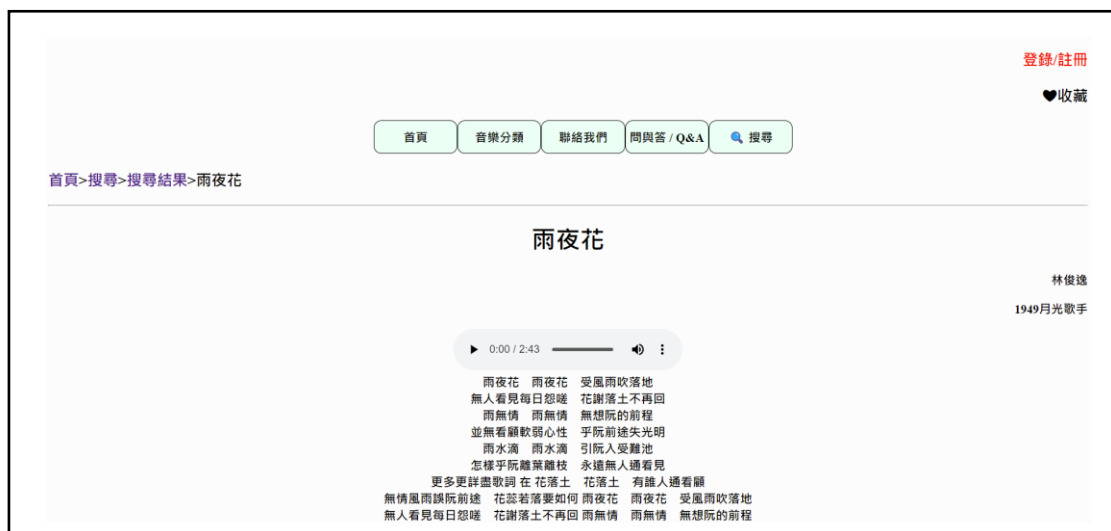 登錄/註冊
♥收藏
首頁 音樂分類 聯絡我們 問與答 / Q&A 🔍 搜尋
首頁>搜尋>搜尋結果>雨夜花
雨夜花
林俊逸
1949月光歌手
0:00 / 2:43
雨夜花　雨夜花　受風雨吹落地
無人看見每日怨嗟　花謝落土不再回
雨無情　雨無情　無想阮的前程
並無看顧軟弱心性　乎阮前途失光明
雨水滴　雨水滴　引阮入受難池
怎樣乎阮離葉離枝　永遠無人通看見
更多更詳盡歌詞 在 花落土　花落土　有誰人通看顧
無情風雨誤阮前途　花蕊若落要如何 雨夜花　雨夜花　受風雨吹落地
無人看見每日怨嗟　花謝落土不再回 雨無情　雨無情　無想阮的前程